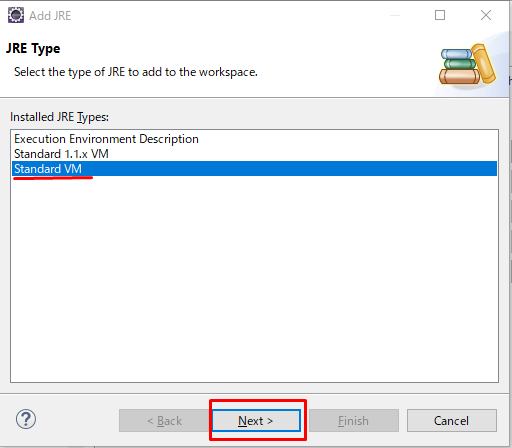 Add JRE
JRE Type
Select the type of JRE to add to the workspace.
Installed JRE Types:
Execution Environment Description
Standard 1.1.x VM
Standard VM
?
< Back
Next >
Finish
Cancel